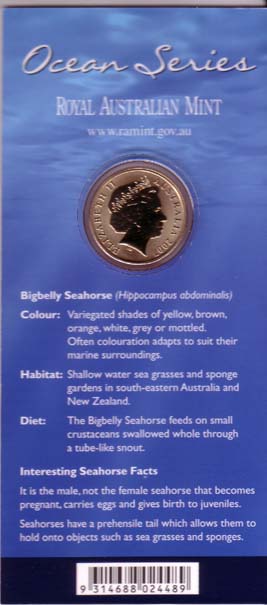 Ocean Series
ROYAL AUSTRALIAN MINT
www.ramint.gov.au
ELIZABETH II AUSTRALIA 2007
Bigbelly Seahorse (Hippocampus abdominalis)
Colour: Variegated shades of yellow, brown,
orange, white, grey or mottled.
Often colouration adapts to suit their
marine surroundings.
Habitat: Shallow water sea grasses and sponge
gardens in south-eastern Australia and
New Zealand.
Diet: The Bigbelly Seahorse feeds on small
crustaceans swallowed whole through
a tube-like snout.
Interesting Seahorse Facts
It is the male, not the female seahorse that becomes
pregnant, carries eggs and gives birth to juveniles.
Seahorses have a prehensile tail which allows them to
hold onto objects such as sea grasses and sponges.
9 314688 024489